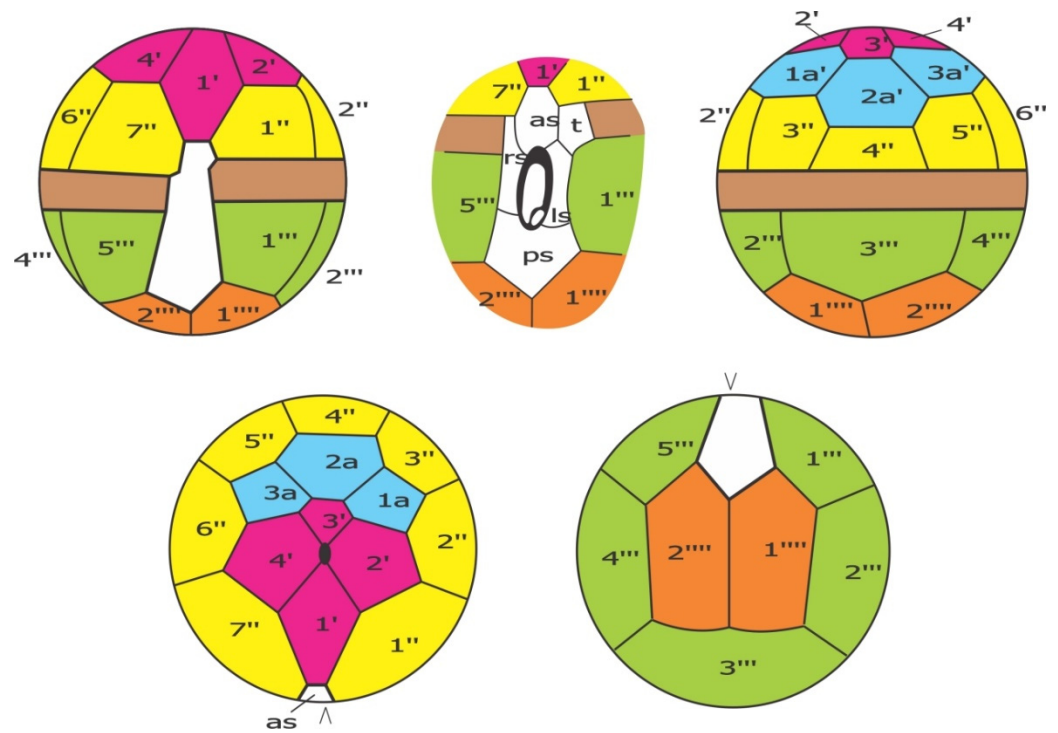 4' 1' 2'
6'' 7'' 1'' 2''
4''' 5''' 1''' 2'''
2'''' 1''''
1'
7'' 1''
as t
rs
5''' 1'''
ls
ps
2'''' 1''''
2' 3' 4'
1a' 2a' 3a'
2'' 3'' 4'' 5'' 6''
2''' 3''' 4'''
1'''' 2''''
4''
5'' 3''
2a
3a 1a
3'
6'' 2''
4' 2'
1'
7'' 1''
as Λ
V
5''' 1'''
4''' 2'''' 1'''' 2'''
3'''